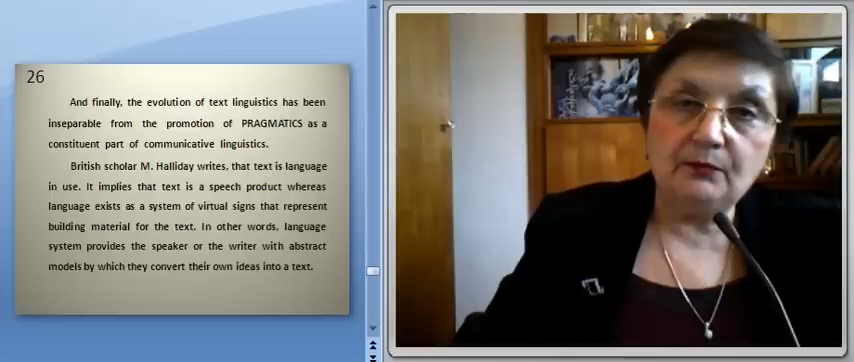 26
And finally, the evolution of text linguistics has been
inseparable from the promotion of PRAGMATICS as a
constituent part of communicative linguistics.
British scholar M. Halliday writes, that text is language
in use. It implies that text is a speech product whereas
language exists as a system of virtual signs that represent
building material for the text. In other words, language
system provides the speaker or the writer with abstract
models by which they convert their own ideas into a text.